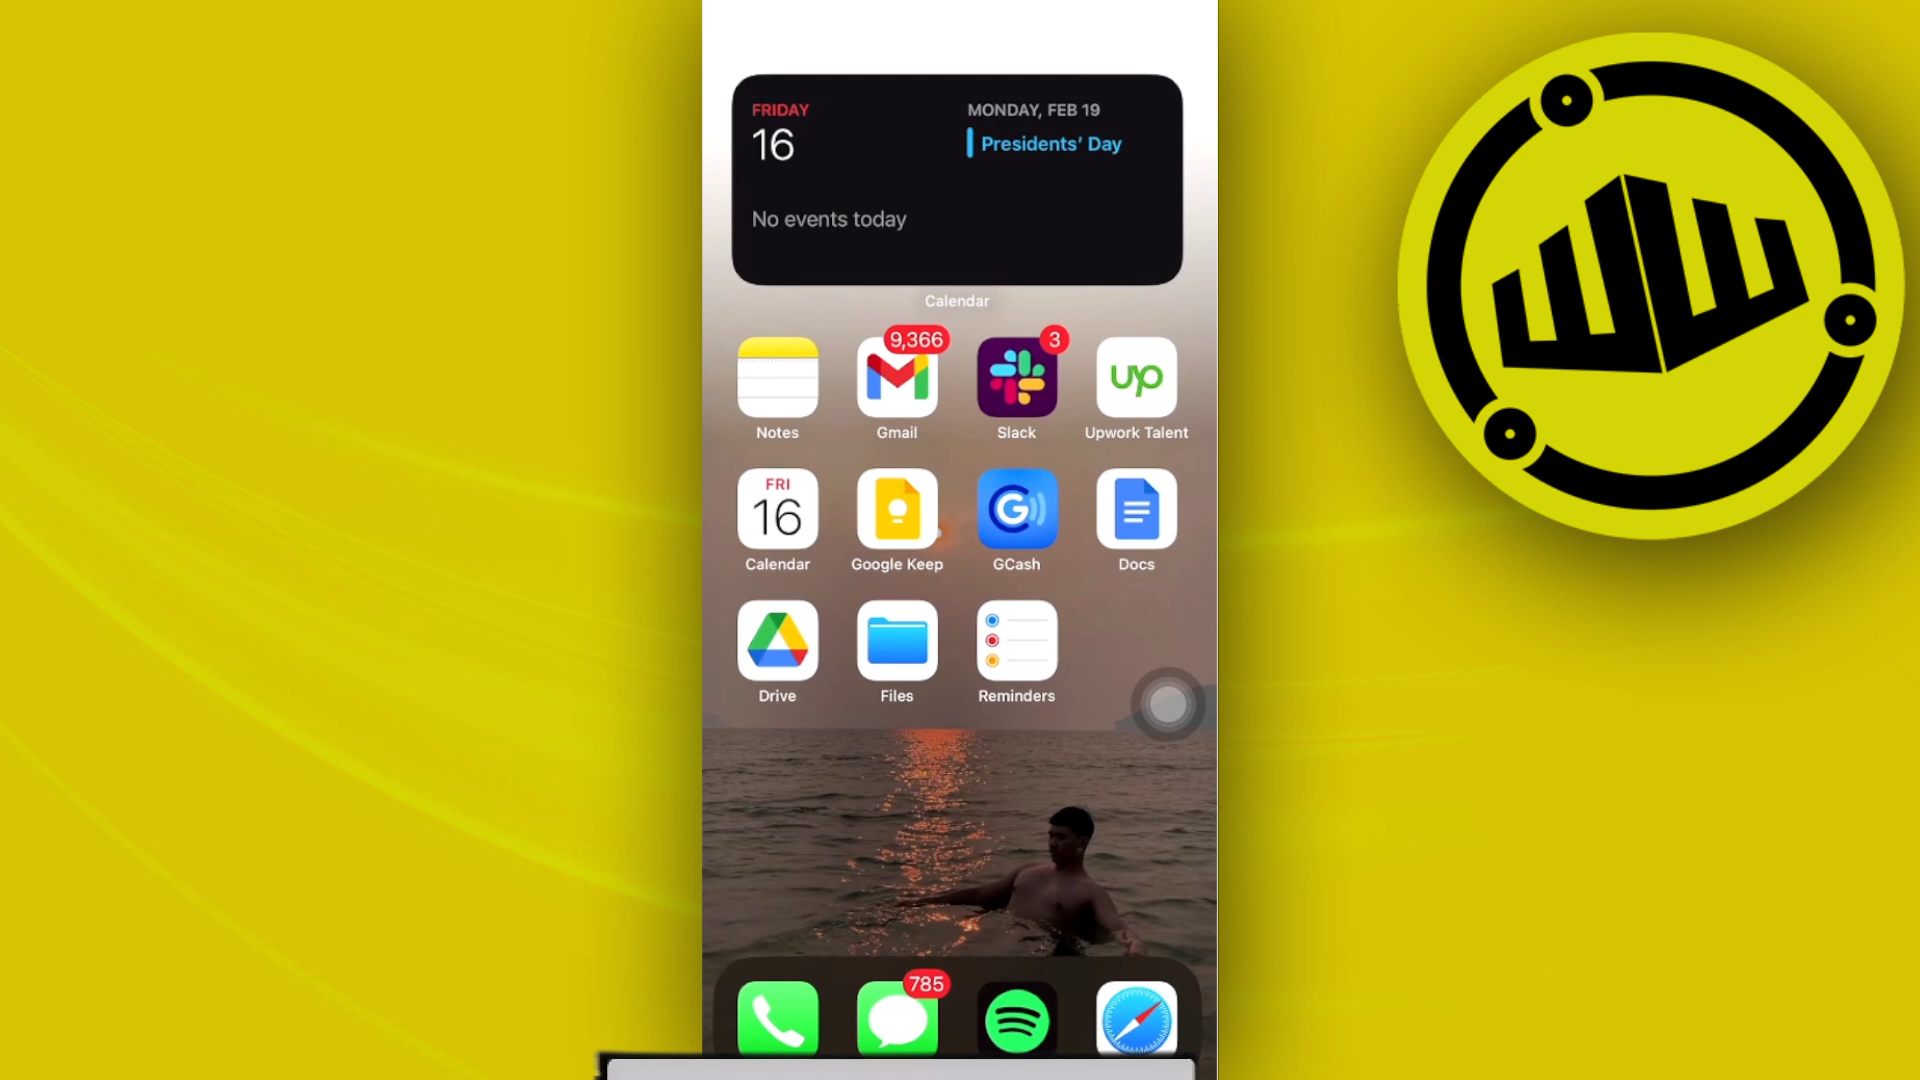 FRIDAY
16
No events today
MONDAY, FEB 19
Presidents’ Day
Calendar
9,366
3
up
Notes
Gmail
Slack
Upwork Talent
FRI
16
G
Calendar
Google Keep
GCash
Docs
Drive
Files
Reminders
785